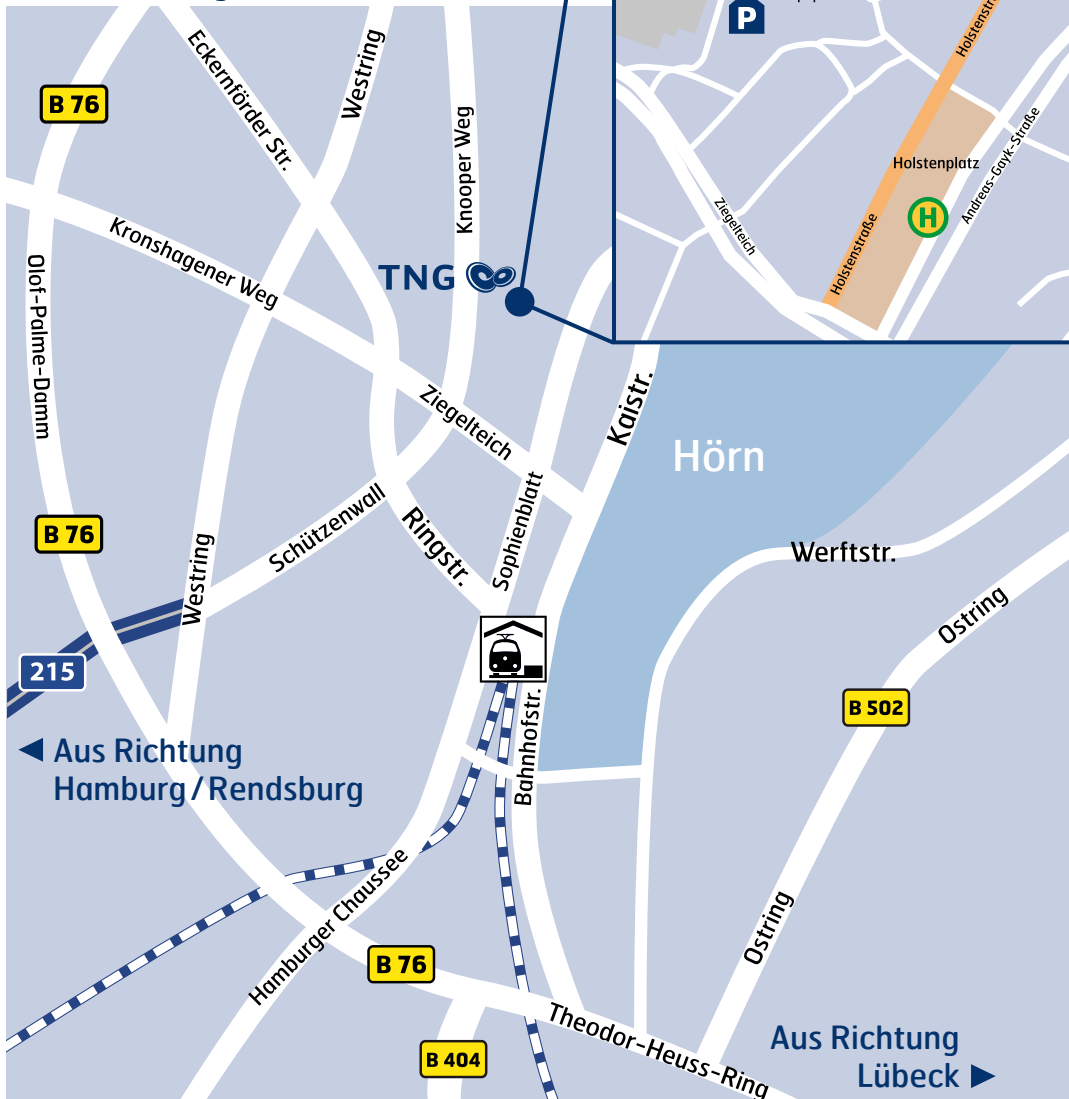 P
Holstenstr
Eckernförder Str.
Westring
B 76
Knooper Weg
Holstenplatz
Andreas-Gayk-Straße
H
Ziegelteich
Holstenstraße
Kronshagener Weg
TNG
Olof-Palme-Damm
Ziegelteich
Kaistr.
Hörn
Sophienblatt
Schützenwall
Ringstr.
B 76
Westring
Werftstr.
Ostring
215
B 502
Bahnhofstr.
Aus Richtung
Hamburg / Rendsburg
Hamburger Chaussee
Ostring
B 76
Theodor-Heuss-Ring
B 404
Aus Richtung
Lübeck